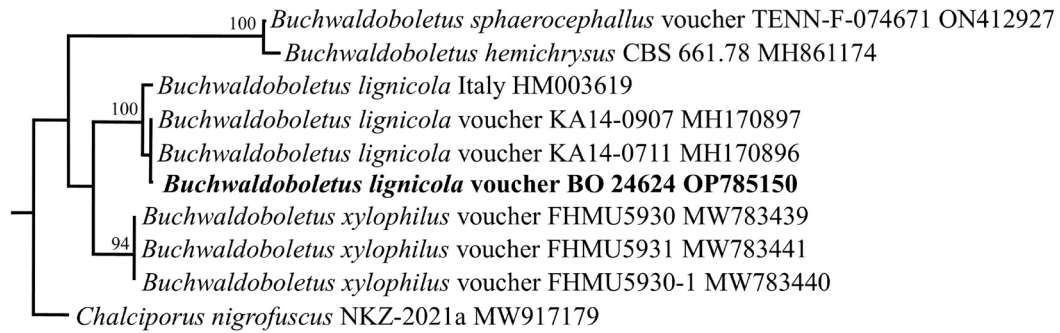 100
Buchwaldoboletus sphaerocephallus voucher TENN-F-074671 ON412927
Buchwaldoboletus hemichrysus CBS 661.78 MH861174
Buchwaldoboletus lignicola Italy HM003619
100
Buchwaldoboletus lignicola voucher KA14-0907 MH170897
Buchwaldoboletus lignicola voucher KA14-0711 MH170896
Buchwaldoboletus lignicola voucher BO 24624 OP785150
Buchwaldoboletus xylophilus voucher FHMU5930 MW783439
94
Buchwaldoboletus xylophilus voucher FHMU5931 MW783441
Buchwaldoboletus xylophilus voucher FHMU5930-1 MW783440
Chalciporus nigrofuscus NKZ-2021a MW917179